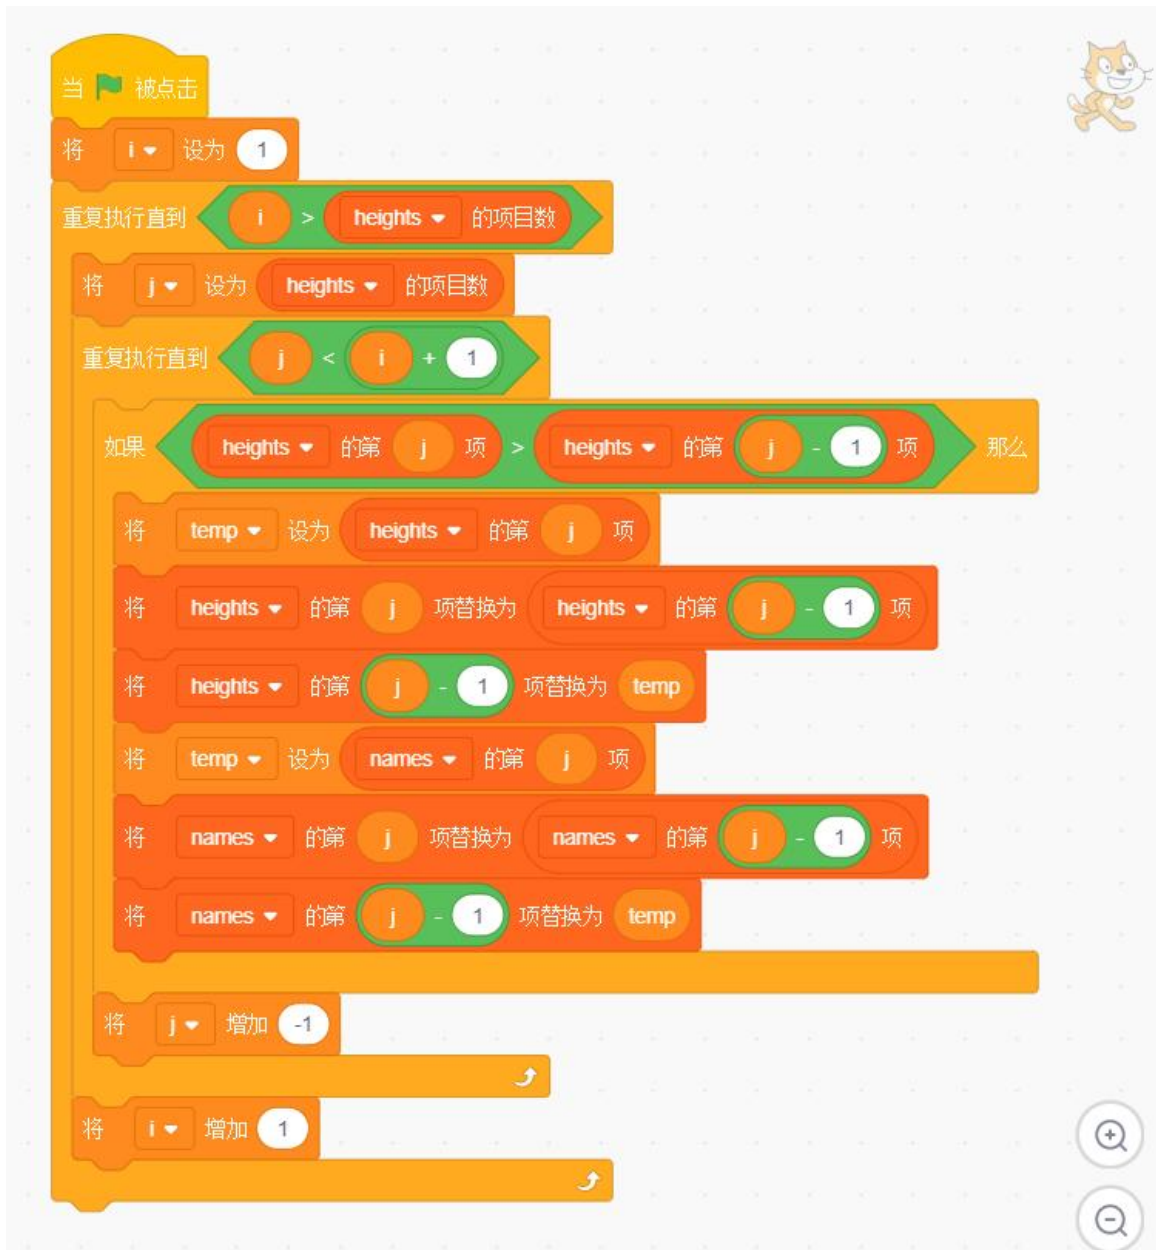 当 被点击
将 i 设为 1
重复执行直到 i > heights 的项目数
将 j 设为 heights 的项目数
重复执行直到 j < i + 1
如果 heights 的第 j 项 > heights 的第 j - 1 项 那么
将 temp 设为 heights 的第 j 项
将 heights 的第 j 项替换为 heights 的第 j - 1 项
将 heights 的第 j - 1 项替换为 temp
将 temp 设为 names 的第 j 项
将 names 的第 j 项替换为 names 的第 j - 1 项
将 names 的第 j - 1 项替换为 temp
将 j 增加 -1
将 i 增加 1